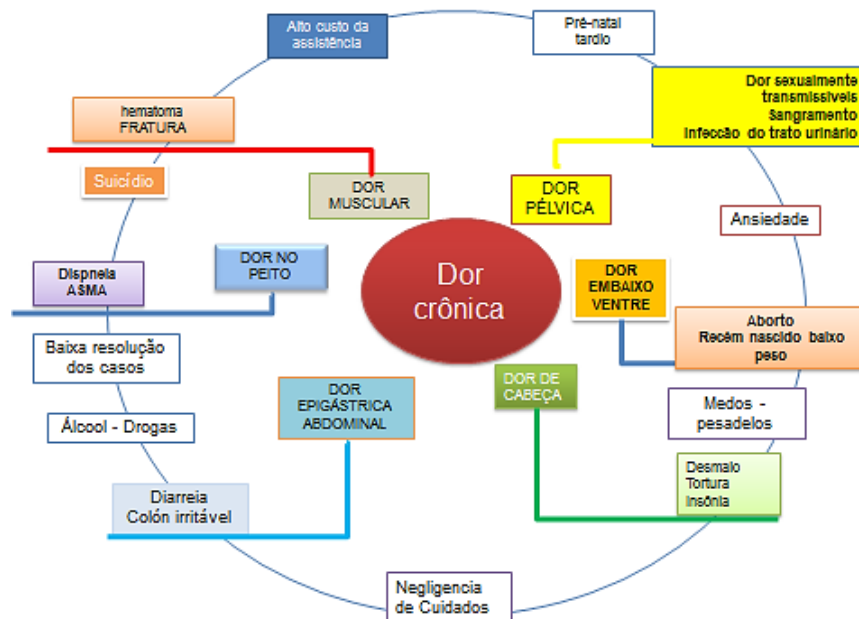 Alto custo da
assistência
Pré-natal
tardio
Dor sexualmente
transmissíveis
Sangramento
Infecção do trato urinário
hematoma
FRATURA
Suicídio
DOR
MUSCULAR
DOR
PÉLVICA
Ansiedade
DOR NO
PEITO
Dispneia
ASMA
Dor
crônica
DOR
EMBAIXO
VENTRE
Aborto
Recém nascido baixo
peso
Baixa resolução
dos casos
DOR
EPIGÁSTRICA
ABDOMINAL
DOR DE
CABEÇA
Medos -
pesadelos
Álcool - Drogas
Desmaio
Tortura
Insônia
Diarreia
Colón irritável
Negligencia
de Cuidados